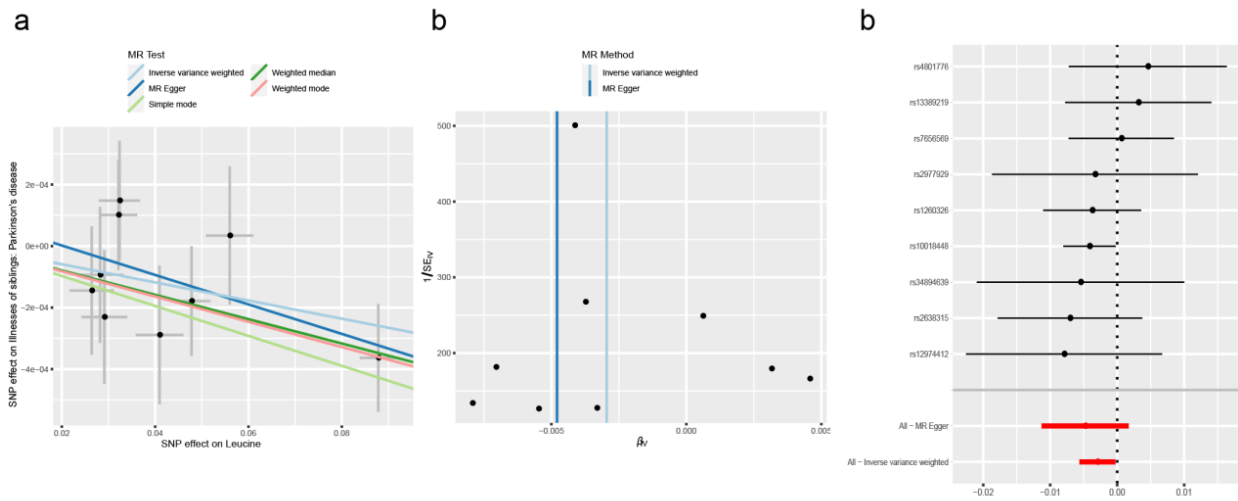 a
MR Test
Inverse variance weighted
Weighted median
MR Egger
Weighted mode
Simple mode
SNP effect on Illnesses of siblings: Parkinson's disease
2e−04
0e+00
−2e−04
−4e−04
0.02
0.04
0.06
0.08
SNP effect on Leucine
b
MR Method
Inverse variance weighted
MR Egger
1/SEIV
500
400
300
200
−0.005
0.000
0.005
βIV
b
rs4801776
rs13389219
rs7656569
rs2977929
rs1260326
rs10018448
rs34894639
rs2638315
rs12974412
All − MR Egger
All − Inverse variance weighted
−0.02
−0.01
0.00
0.01